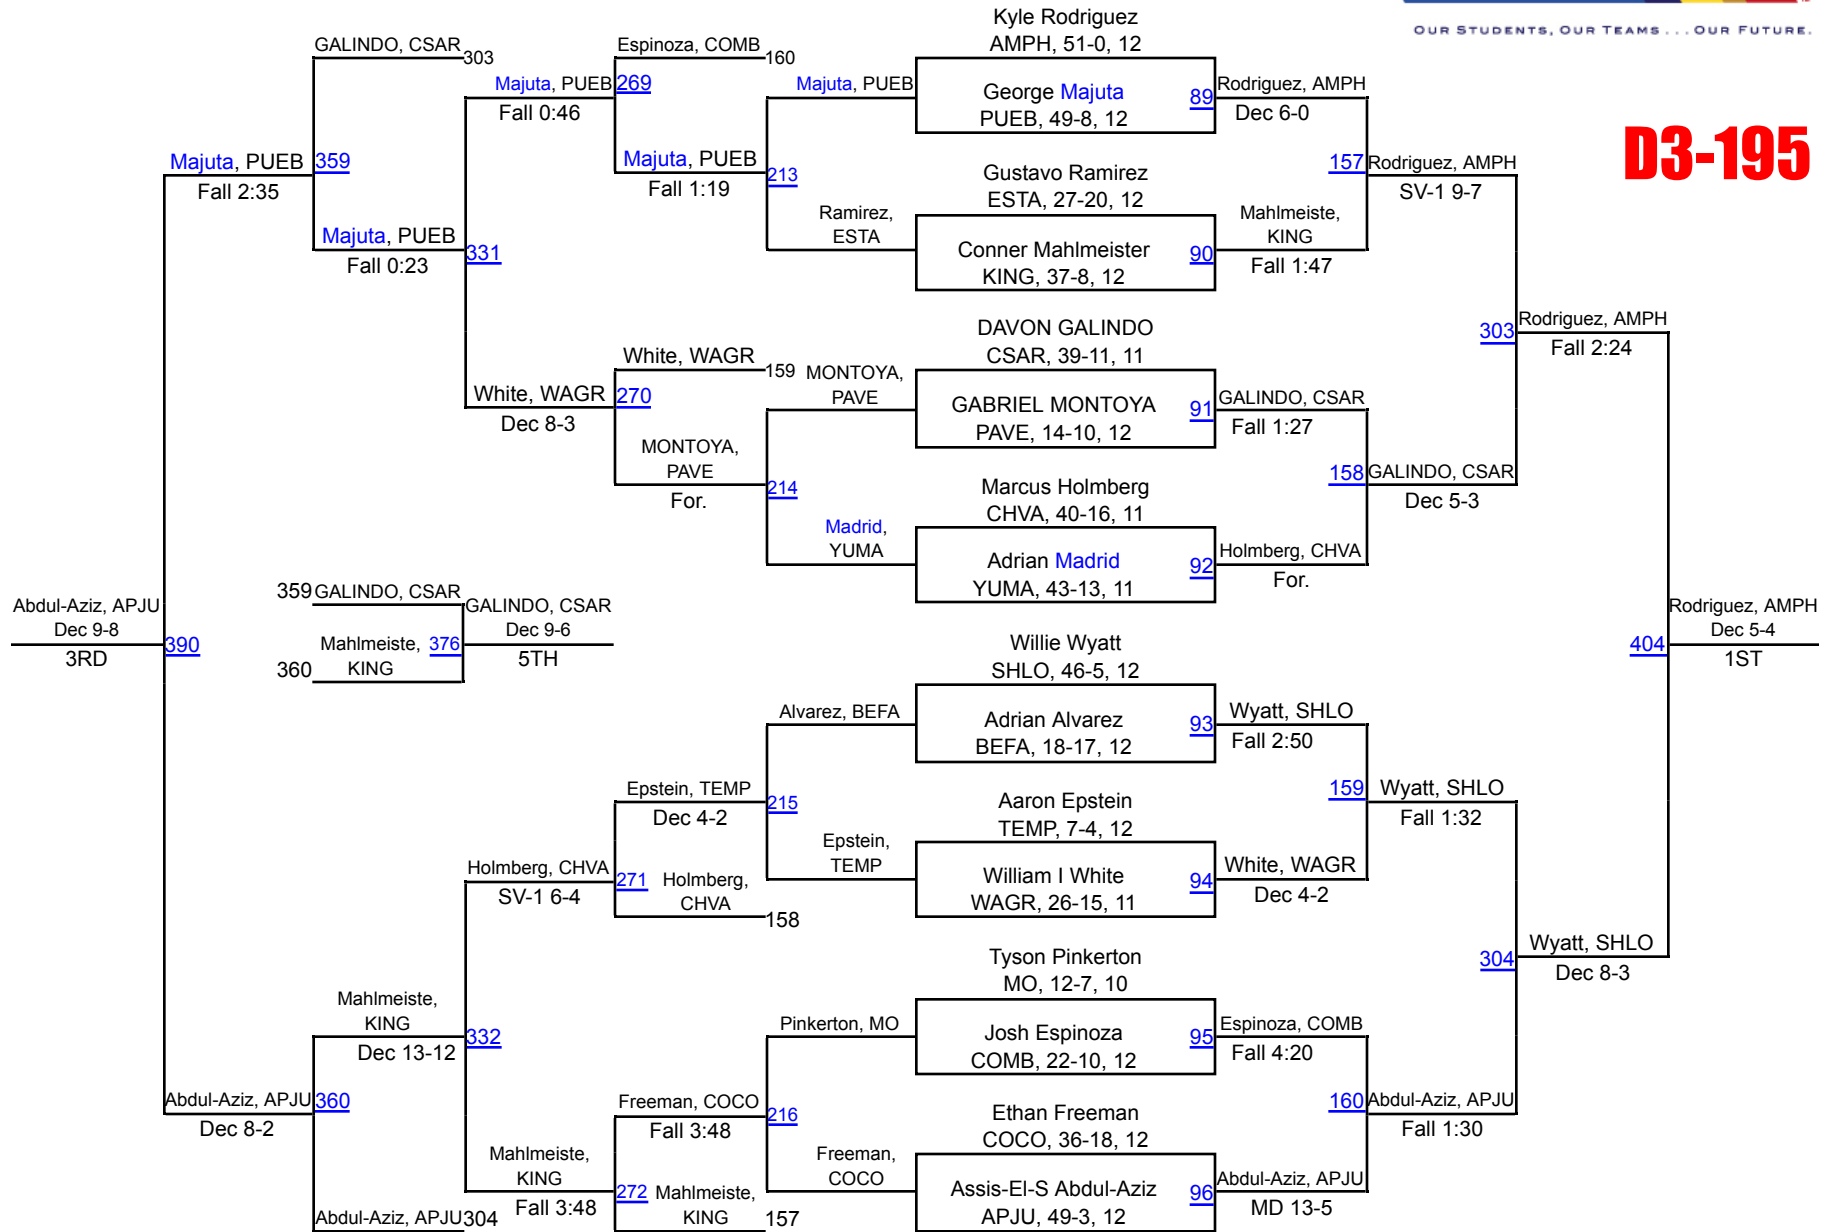 OUR STUDENTS, OUR TEAMS . . . OUR FUTURE.
D3-195
GALINDO, CSAR
303
Majuta, PUEB
359
Fall 2:35
Majuta, PUEB
Fall 0:23
331
Majuta, PUEB
Fall 0:46
Espinoza, COMB
160
269
Majuta, PUEB
Fall 1:19
213
White, WAGR
Dec 8-3
White, WAGR
159
270
MONTOYA,
PAVE
For.
214
Majuta, PUEB
Ramirez,
ESTA
MONTOYA,
PAVE
Madrid,
YUMA
Kyle Rodriguez
AMPH, 51-0, 12
George Majuta
PUEB, 49-8, 12
89
Gustavo Ramirez
ESTA, 27-20, 12
Conner Mahlmeister
KING, 37-8, 12
90
DAVON GALINDO
CSAR, 39-11, 11
GABRIEL MONTOYA
PAVE, 14-10, 12
91
Marcus Holmberg
CHVA, 40-16, 11
Adrian Madrid
YUMA, 43-13, 11
92
Rodriguez, AMPH
Dec 6-0
157
Mahlmeiste,
KING
Fall 1:47
Rodriguez, AMPH
SV-1 9-7
GALINDO, CSAR
Fall 1:27
158
Holmberg, CHVA
For.
GALINDO, CSAR
Dec 5-3
303
Rodriguez, AMPH
Fall 2:24
Abdul-Aziz, APJU
Dec 9-8
3RD
390
359
GALINDO, CSAR
Mahlmeiste,
KING
360
376
GALINDO, CSAR
Dec 9-6
5TH
404
Rodriguez, AMPH
Dec 5-4
1ST
Willie Wyatt
SHLO, 46-5, 12
Adrian Alvarez
BEFA, 18-17, 12
93
Aaron Epstein
TEMP, 7-4, 12
William I White
WAGR, 26-15, 11
94
Tyson Pinkerton
MO, 12-7, 10
Josh Espinoza
COMB, 22-10, 12
95
Ethan Freeman
COCO, 36-18, 12
Assis-El-S Abdul-Aziz
APJU, 49-3, 12
96
Alvarez, BEFA
Epstein, TEMP
Dec 4-2
215
Epstein,
TEMP
Holmberg, CHVA
SV-1 6-4
271
Holmberg,
CHVA
158
Mahlmeiste,
KING
Dec 13-12
332
Pinkerton, MO
Freeman, COCO
Fall 3:48
216
Freeman,
COCO
Mahlmeiste,
KING
Fall 3:48
272
Mahlmeiste,
KING
157
Abdul-Aziz, APJU
Dec 8-2
360
Abdul-Aziz, APJU
304
Wyatt, SHLO
Fall 2:50
159
White, WAGR
Dec 4-2
Wyatt, SHLO
Fall 1:32
Espinoza, COMB
Fall 4:20
160
Abdul-Aziz, APJU
MD 13-5
Abdul-Aziz, APJU
Fall 1:30
304
Wyatt, SHLO
Dec 8-3